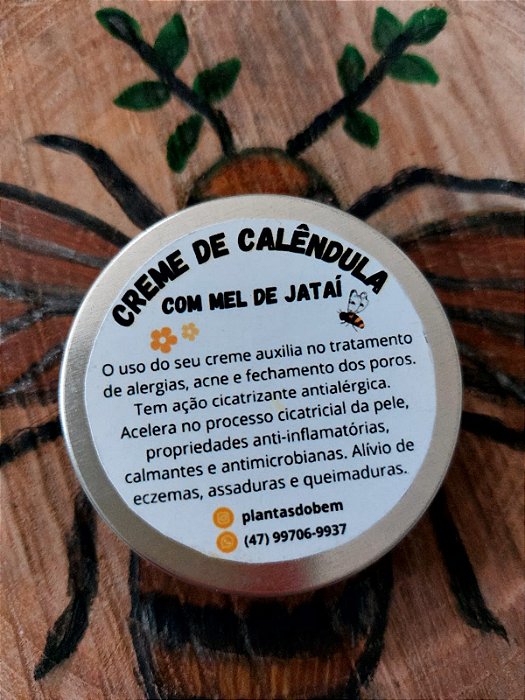 CREME DE CALÊNDULA
COM MEL DE JATAÍ
O uso do seu creme auxilia no tratamento
de alergias, acne e fechamento dos poros.
Tem ação cicatrizante antialérgica.
Acelera no processo cicatricial da pele,
propriedades anti-inflamatórias,
calmantes e antimicrobianas. Alívio de
eczemas, assaduras e queimaduras.
plantasdobem
(47) 99706-9937